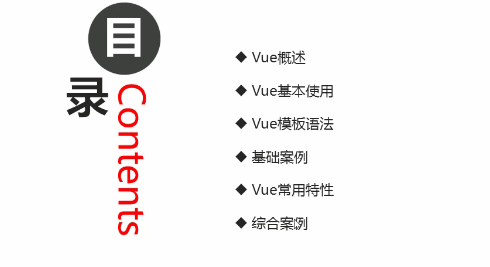 目录
Contents
◆ Vue概述
◆ Vue基本使用
◆ Vue模板语法
◆ 基础案例
◆ Vue常用特性
◆ 综合案例